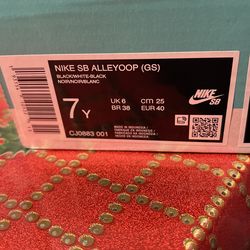 NIKE SB ALLEYOOP (GS)
BLACK/WHITE-BLACK
NOIR/NOIR/BLANC
7 Y
UK 6
cm 25
BR 38
EUR 40
NIKE
SB
CJ0883 001